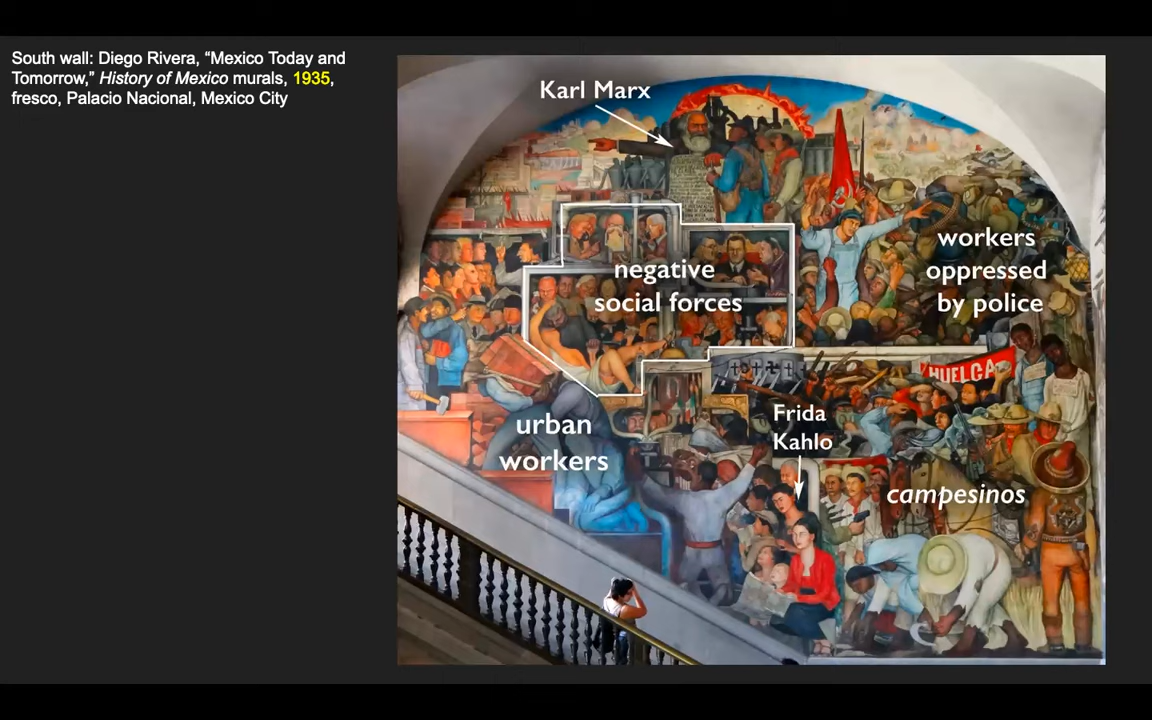 South wall: Diego Rivera, “Mexico Today and
Tomorrow,” History of Mexico murals, 1935,
fresco, Palacio Nacional, Mexico City
Karl Marx
negative
social forces
workers
oppressed
by police
HUELGA
Frida
Kahlo
urban
workers
campesinos